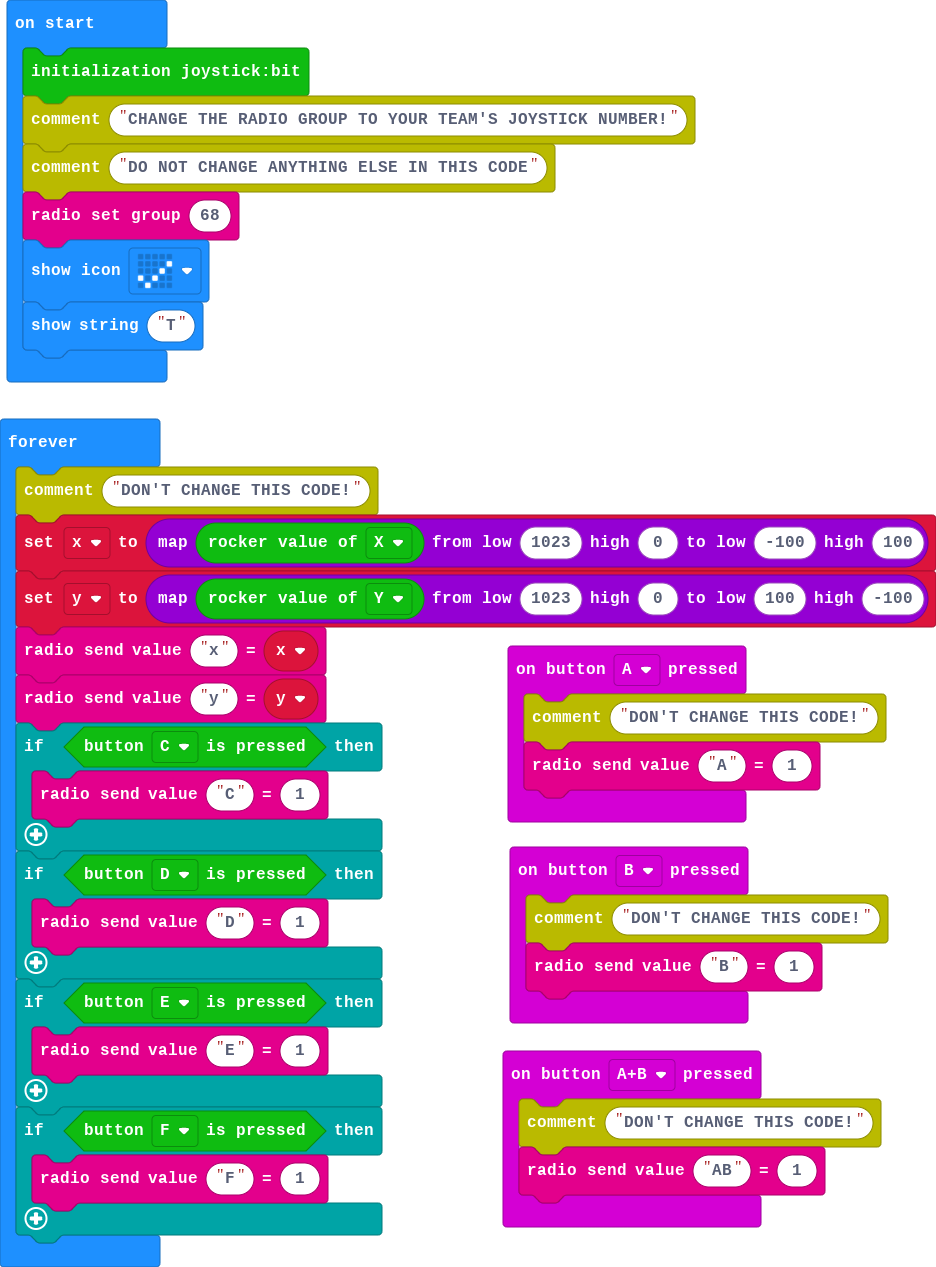 on start
initialization joystick:bit
comment "CHANGE THE RADIO GROUP TO YOUR TEAM'S JOYSTICK NUMBER!"
comment "DO NOT CHANGE ANYTHING ELSE IN THIS CODE"
radio set group 68
show icon
show string "T"
forever
comment "DON'T CHANGE THIS CODE!"
set x to map rocker value of X from low 1023 high 0 to low -100 high 100
set y to map rocker value of Y from low 1023 high 0 to low 100 high -100
radio send value "x" = x
radio send value "y" = y
if button C is pressed then
radio send value "C" = 1
if button D is pressed then
radio send value "D" = 1
if button E is pressed then
radio send value "E" = 1
if button F is pressed then
radio send value "F" = 1
on button A pressed
comment "DON'T CHANGE THIS CODE!"
radio send value "A" = 1
on button B pressed
comment "DON'T CHANGE THIS CODE!"
radio send value "B" = 1
on button A+B pressed
comment "DON'T CHANGE THIS CODE!"
radio send value "AB" = 1